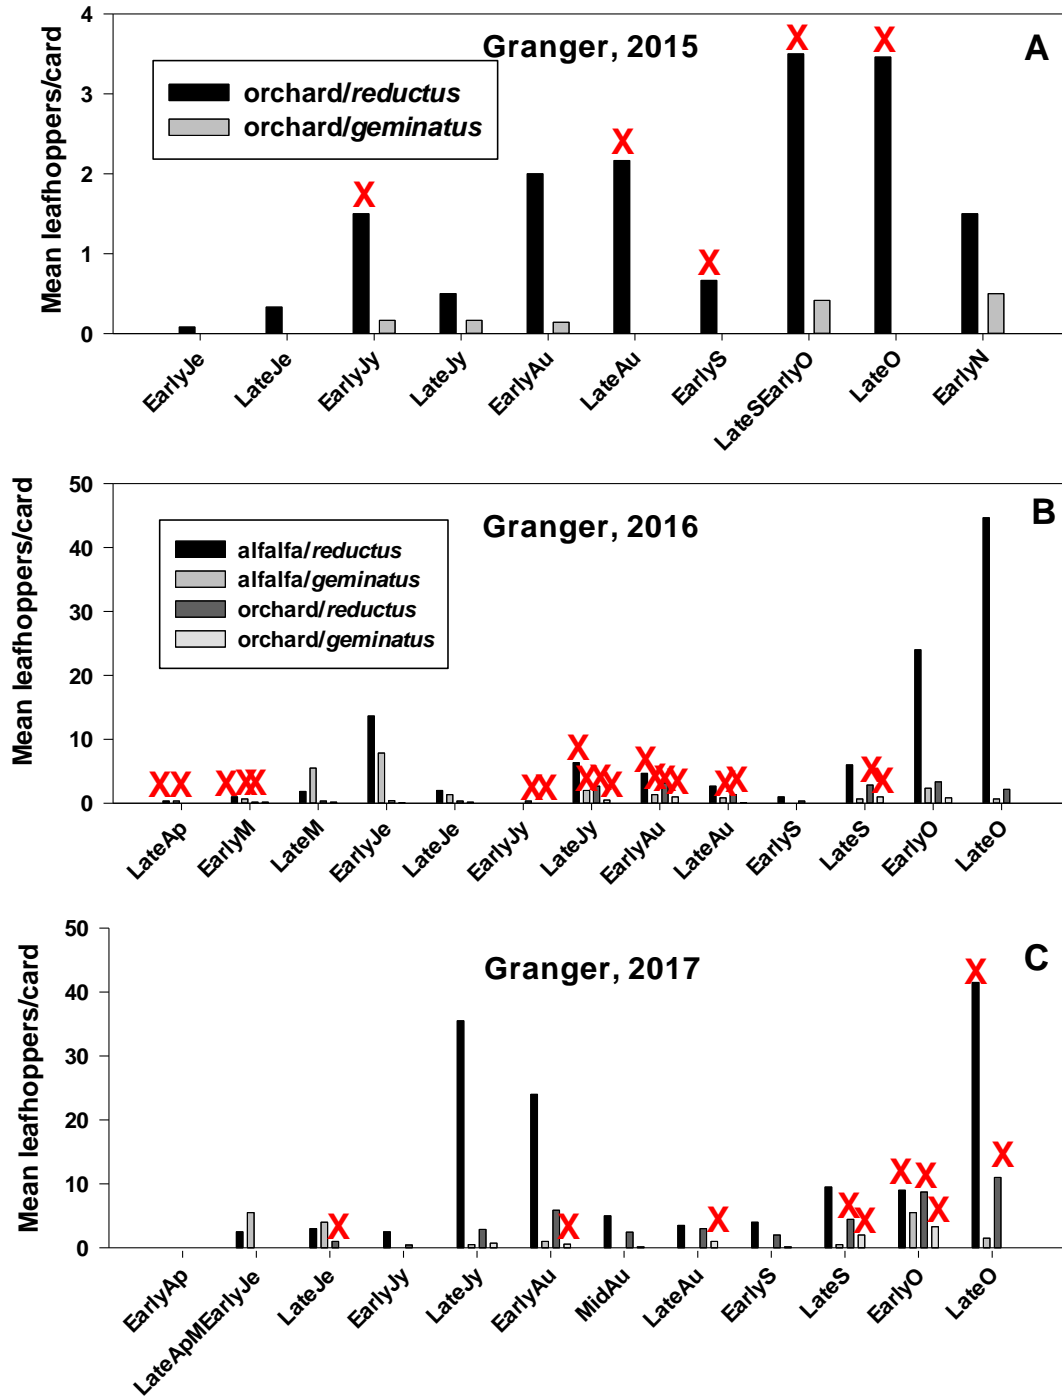 Granger, 2015
A
Mean leafhoppers/card
4
3
2
1
0
orchard/reductus
orchard/geminatus
X X X X X X
EarlyJe LateJe EarlyJy LateJy EarlyAu LateAu EarlyS LateSEarlyO LateO EarlyN
Granger, 2016
B
Mean leafhoppers/card
50
40
30
20
10
0
alfalfa/reductus
alfalfa/geminatus
orchard/reductus
orchard/geminatus
X X X X X X X X X X X X X X X X X X X
LateAp EarlyM LateM EarlyJe LateJe EarlyJy LateJy EarlyAu LateAu EarlyS LateS EarlyO LateO
Granger, 2017
C
Mean leafhoppers/card
50
40
30
20
10
0
X X X X X X X X X X
EarlyAp LateApMEarlyJe LateJe EarlyJy LateJy EarlyAu MidAu LateAu EarlyS LateS EarlyO LateO